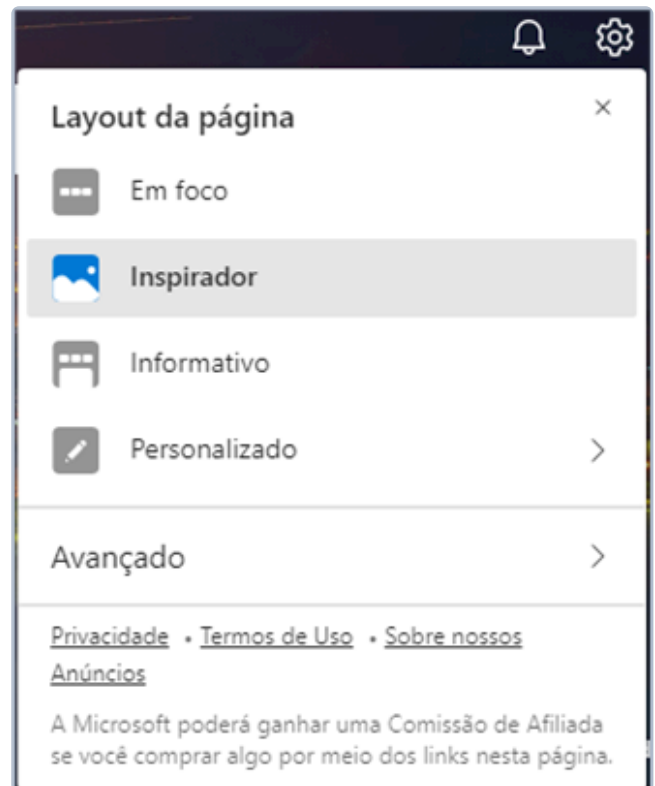 Layout da página
Em foco
Inspirador
Informativo
Personalizado
Avançado
Privacidade • Termos de Uso • Sobre nossos
Anúncios
A Microsoft poderá ganhar uma Comissão de Afiliada
se você comprar algo por meio dos links nesta página.